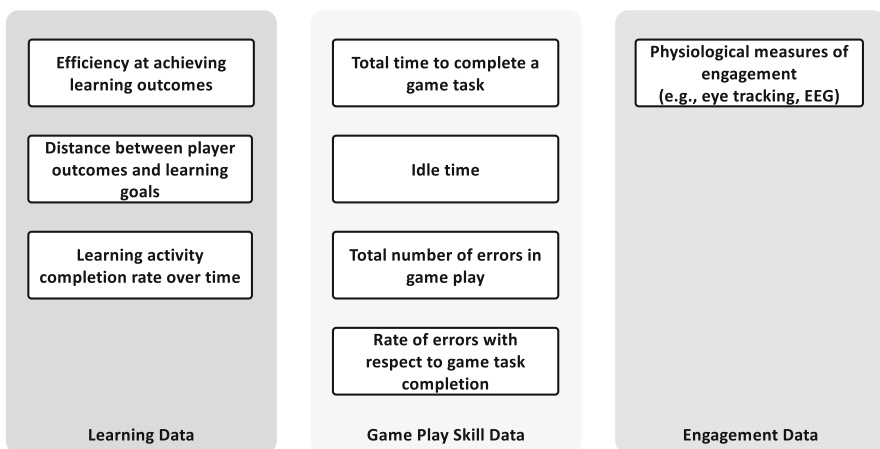 Efficiency at achieving
learning outcomes
Distance between player
outcomes and learning
goals
Learning activity
completion rate over time
Learning Data
Total time to complete a
game task
Idle time
Total number of errors in
game play
Rate of errors with
respect to game task
completion
Game Play Skill Data
Physiological measures of
engagement
(e.g., eye tracking, EEG)
Engagement Data